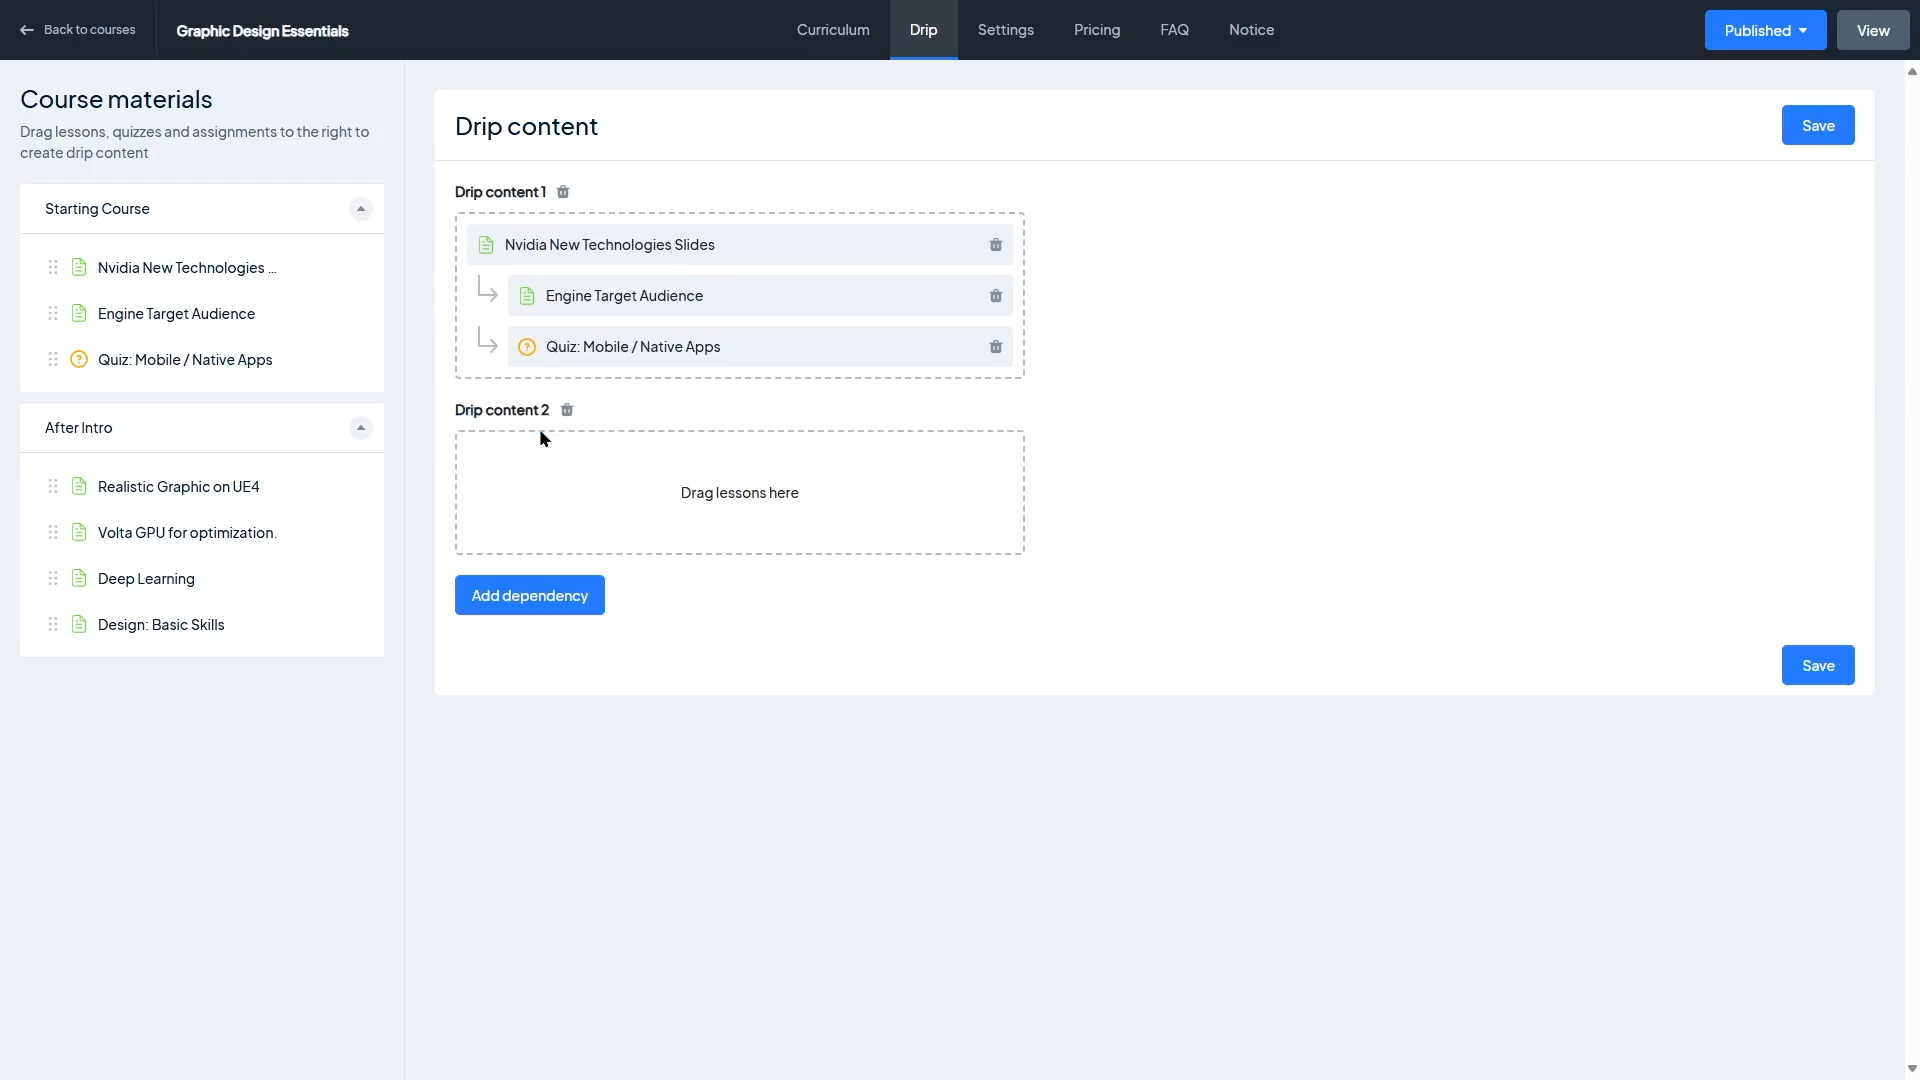 Back to courses
Graphic Design Essentials
Curriculum
Drip
Settings
Pricing
FAQ
Notice
Published
View
Course materials
Drag lessons, quizzes and assignments to the right to
create drip content
Starting Course
Nvidia New Technologies ...
Engine Target Audience
Quiz: Mobile / Native Apps
After Intro
Realistic Graphic on UE4
Volta GPU for optimization.
Deep Learning
Design: Basic Skills
Drip content
Save
Drip content 1
Nvidia New Technologies Slides
Engine Target Audience
Quiz: Mobile / Native Apps
Drip content 2
Drag lessons here
Add dependency
Save